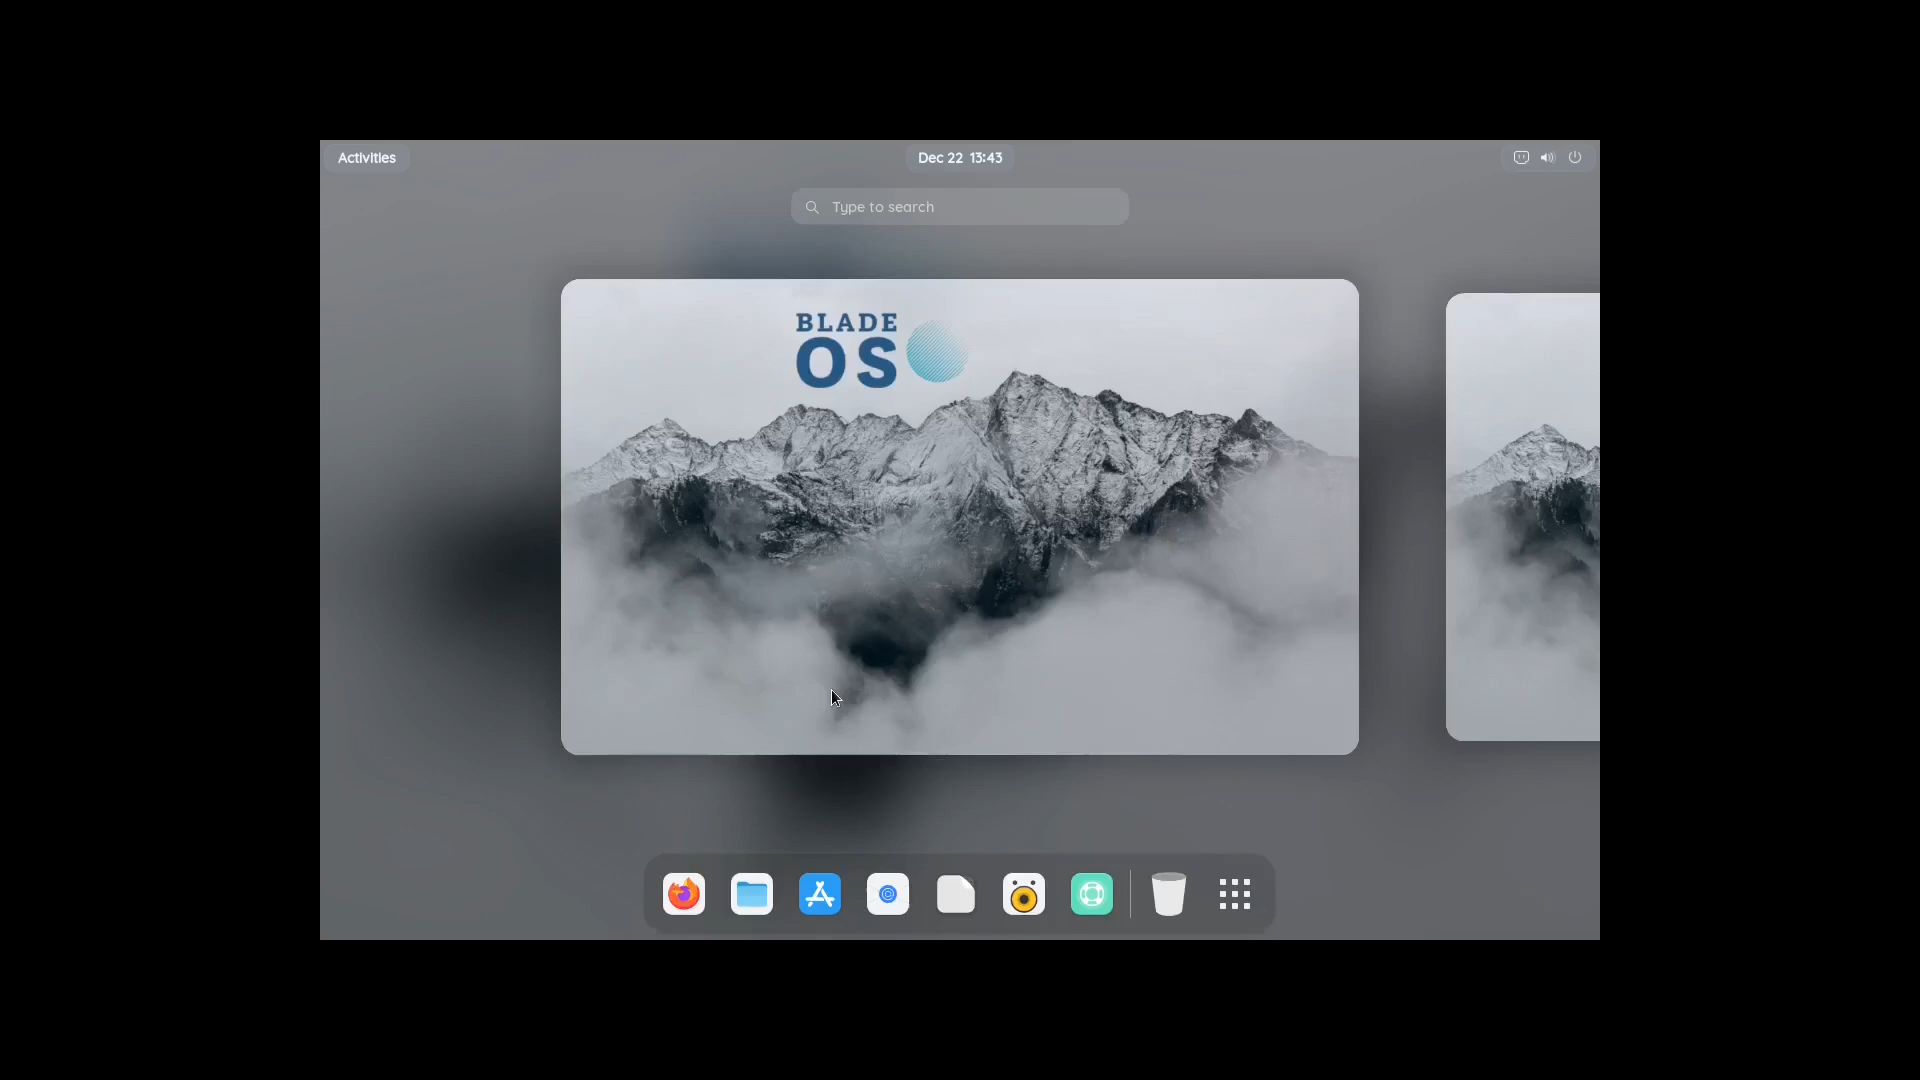 Activities
Dec 22 13:43
Type to search
BLADE
OS